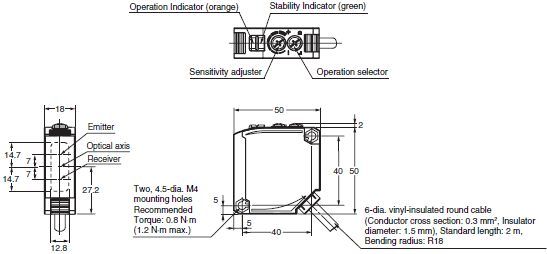 Operation Indicator (orange)
Stability Indicator (green)
Sensitivity adjuster
Operation selector
18
Emitter
Optical axis
Receiver
14.7
7
7
14.7
27.2
12.8
50
2
40
50
5
5
40
Two, 4.5-dia. M4
mounting holes
Recommended
Torque: 0.8 N·m
(1.2 N·m max.)
6-dia. vinyl-insulated round cable
(Conductor cross section: 0.3 mm², Insulator
diameter: 1.5 mm), Standard length: 2 m,
Bending radius: R18